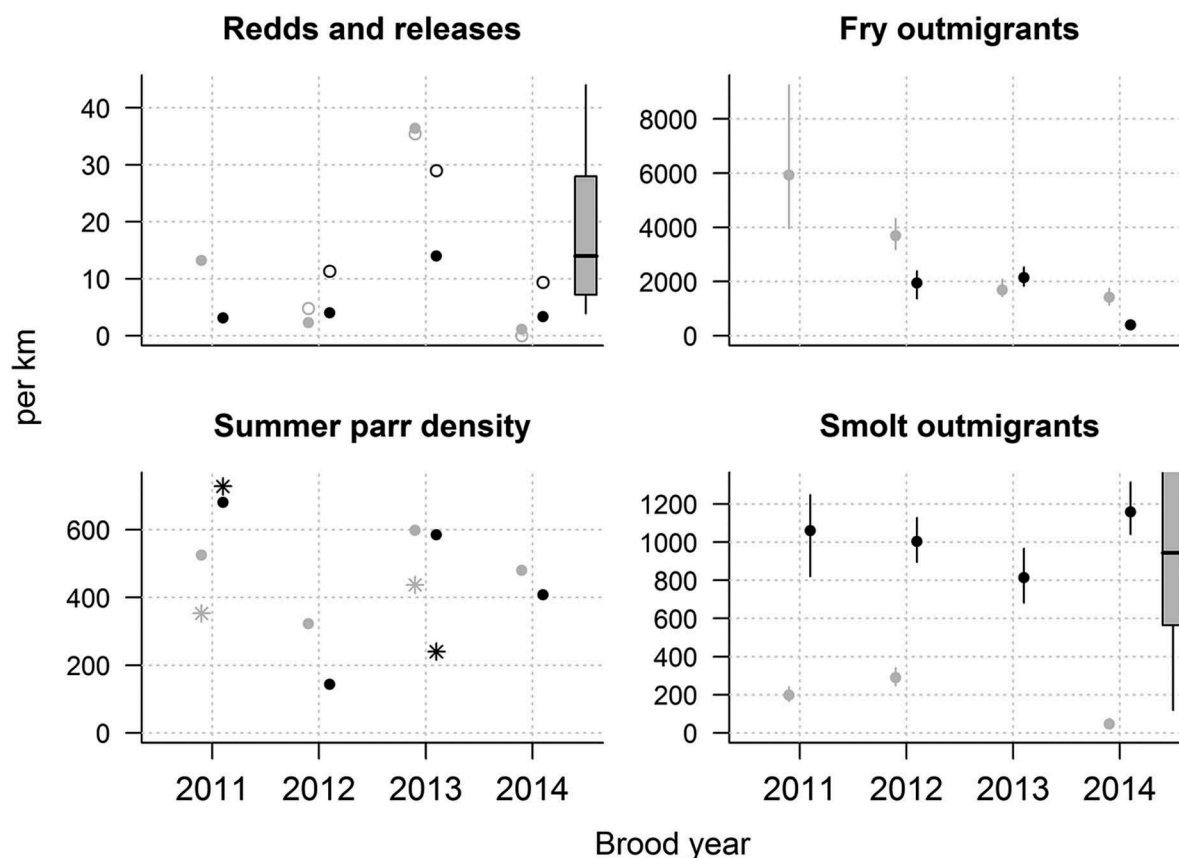 Redds and releases
Fry outmigrants
40
30
20
10
0
8000
6000
4000
2000
0
per km
Summer parr density
Smolt outmigrants
600
400
200
0
1200
1000
800
600
400
200
0
2011 2012 2013 2014
2011 2012 2013 2014
Brood year